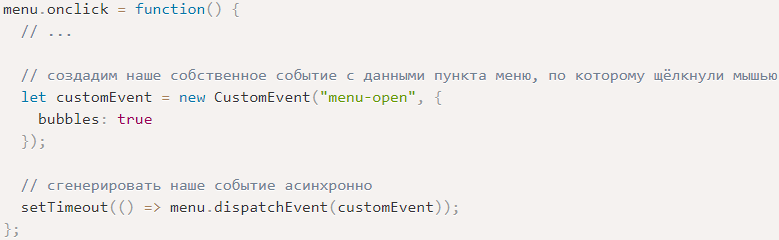 menu.onclick = function() {
  // ...

  // создадим наше собственное событие с данными пункта меню, по которому щёлкнули мышью
  let customEvent = new CustomEvent("menu-open", {
    bubbles: true
  });

  // сгенерировать наше событие асинхронно
  setTimeout(() => menu.dispatchEvent(customEvent));
};